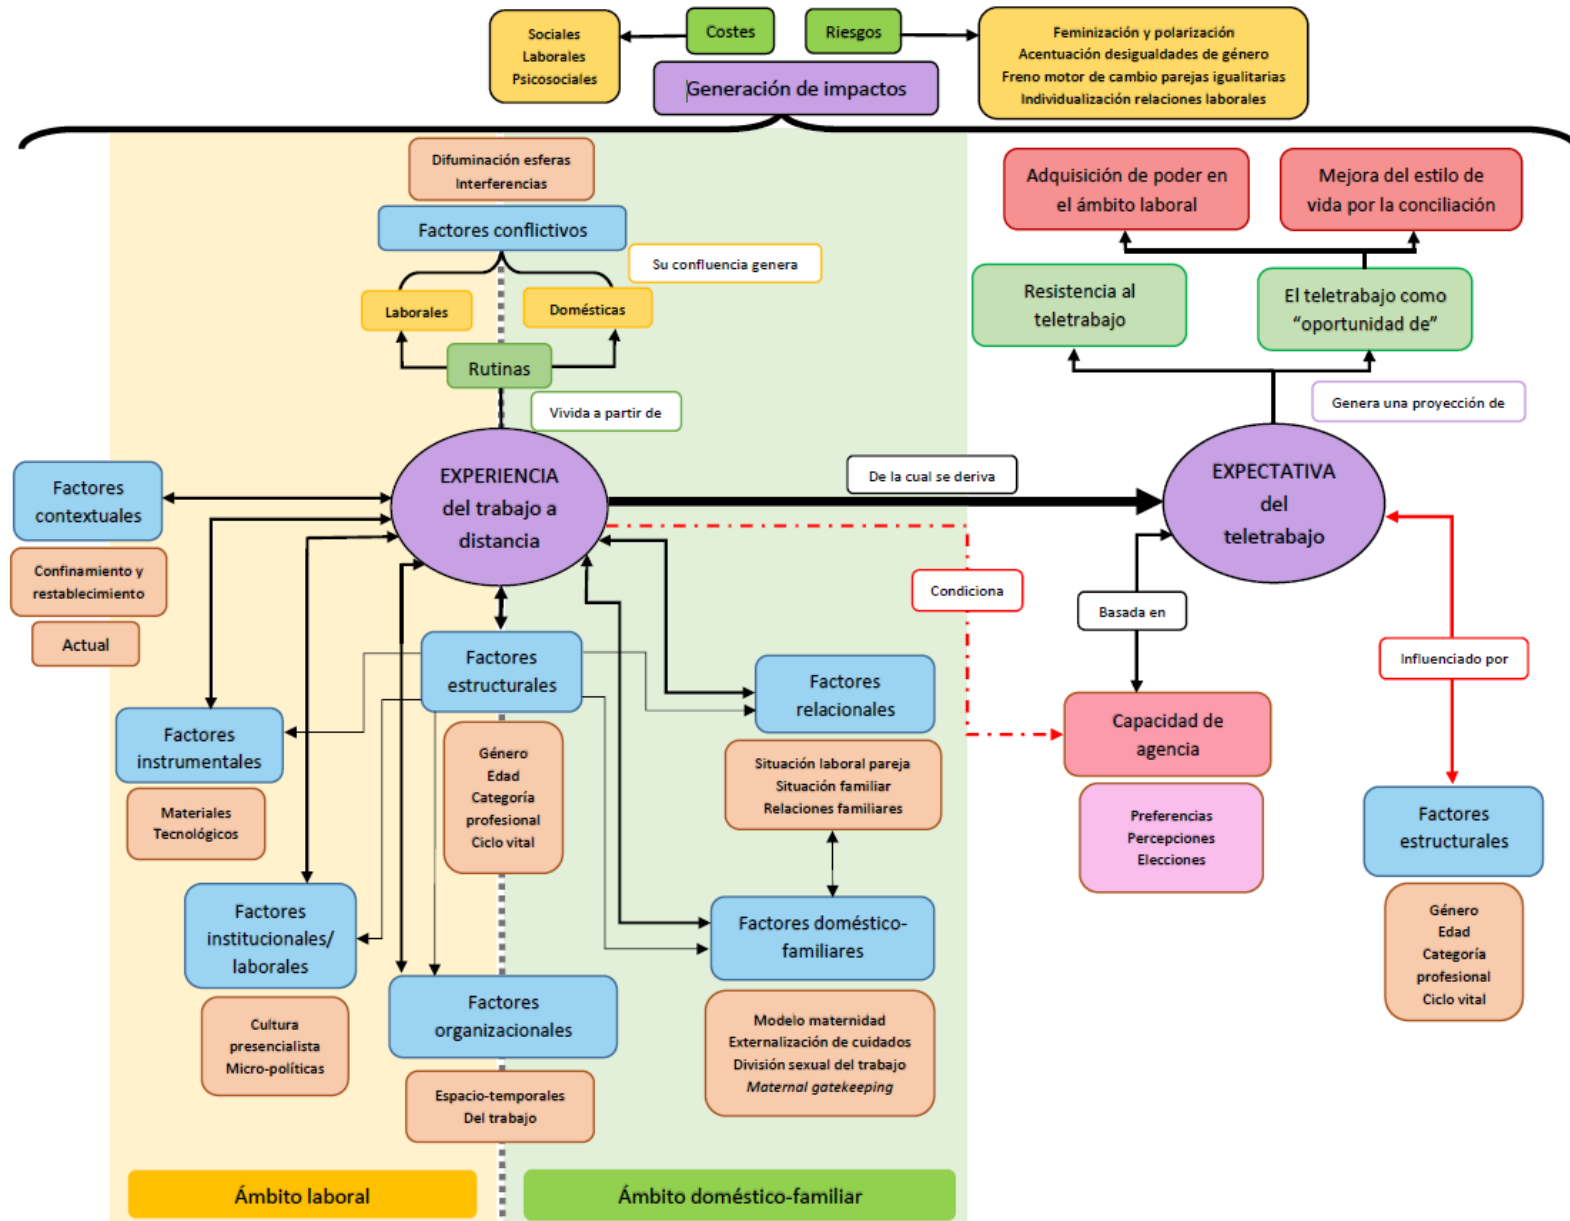 Sociales
Laborales
Psicosociales
Costes
Riesgos
Feminización y polarización
Acentuación desigualdades de género
Freno motor de cambio parejas igualitarias
Individualización relaciones laborales
Generación de impactos
Difuminación esferas
Interferencias
Factores conflictivos
Su confluencia genera
Laborales
Domésticas
Rutinas
Vivida a partir de
Adquisición de poder en
el ámbito laboral
Mejora del estilo de
vida por la conciliación
Resistencia al
teletrabajo
El teletrabajo como
“oportunidad de”
Genera una proyección de
EXPERIENCIA
del trabajo a
distancia
De la cual se deriva
EXPECTATIVA
del
teletrabajo
Factores
contextuales
Confinamiento y
restablecimiento
Actual
Condiciona
Basada en
Influenciado por
Factores
estructurales
Género
Edad
Categoría
profesional
Ciclo vital
Factores
relacionales
Situación laboral pareja
Situación familiar
Relaciones familiares
Factores
instrumentales
Materiales
Tecnológicos
Capacidad de
agencia
Preferencias
Percepciones
Elecciones
Factores
estructurales
Género
Edad
Categoría
profesional
Ciclo vital
Factores
institucionales/
laborales
Cultura
presencialista
Micro-políticas
Factores
organizacionales
Espacio-temporales
Del trabajo
Factores doméstico-
familiares
Modelo maternidad
Externalización de cuidados
División sexual del trabajo
Maternal gatekeeping
Ámbito laboral
Ámbito doméstico-familiar